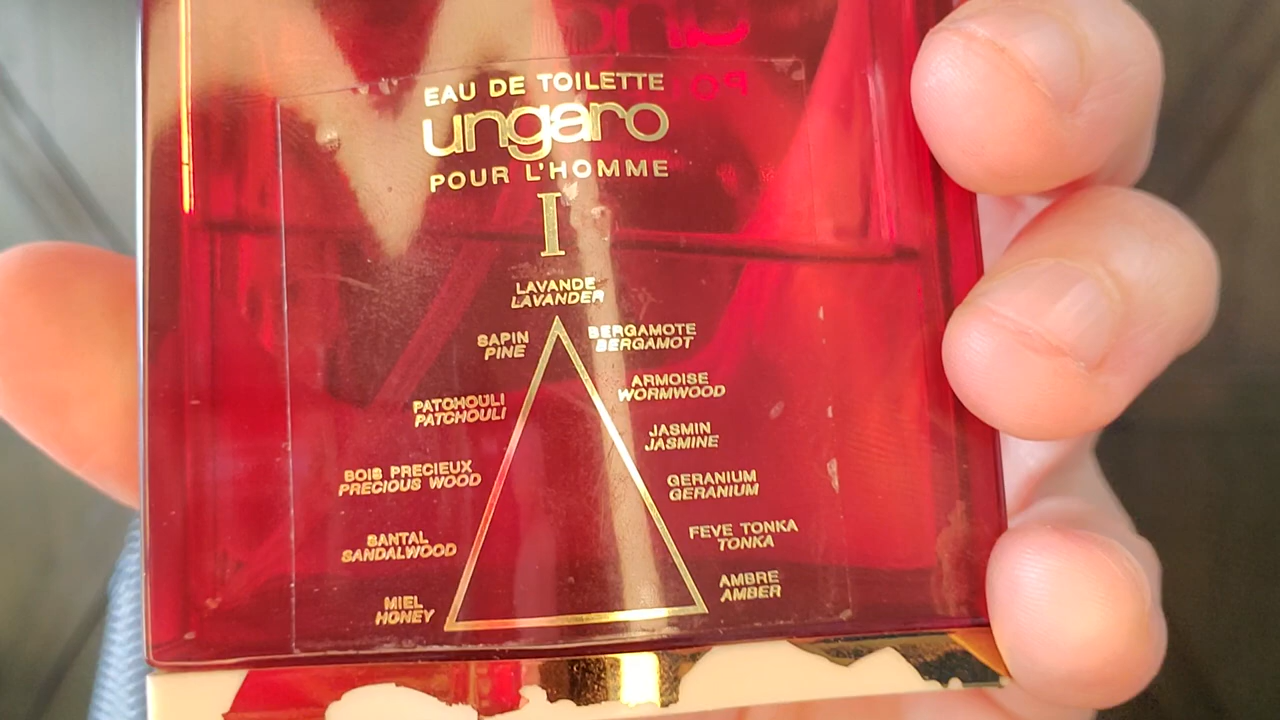 EAU DE TOILETTE
ungaro
POUR L'HOMME
I
LAVANDE
LAVANDER
SAPIN
PINE
BERGAMOTE
BERGAMOT
ARMOISE
WORMWOOD
PATCHOULI
PATCHOULI
JASMIN
JASMINE
BOIS PRECIEUX
PRECIOUS WOOD
GERANIUM
GERANIUM
FEVE TONKA
TONKA
SANTAL
SANDALWOOD
AMBRE
AMBER
MIEL
HONEY